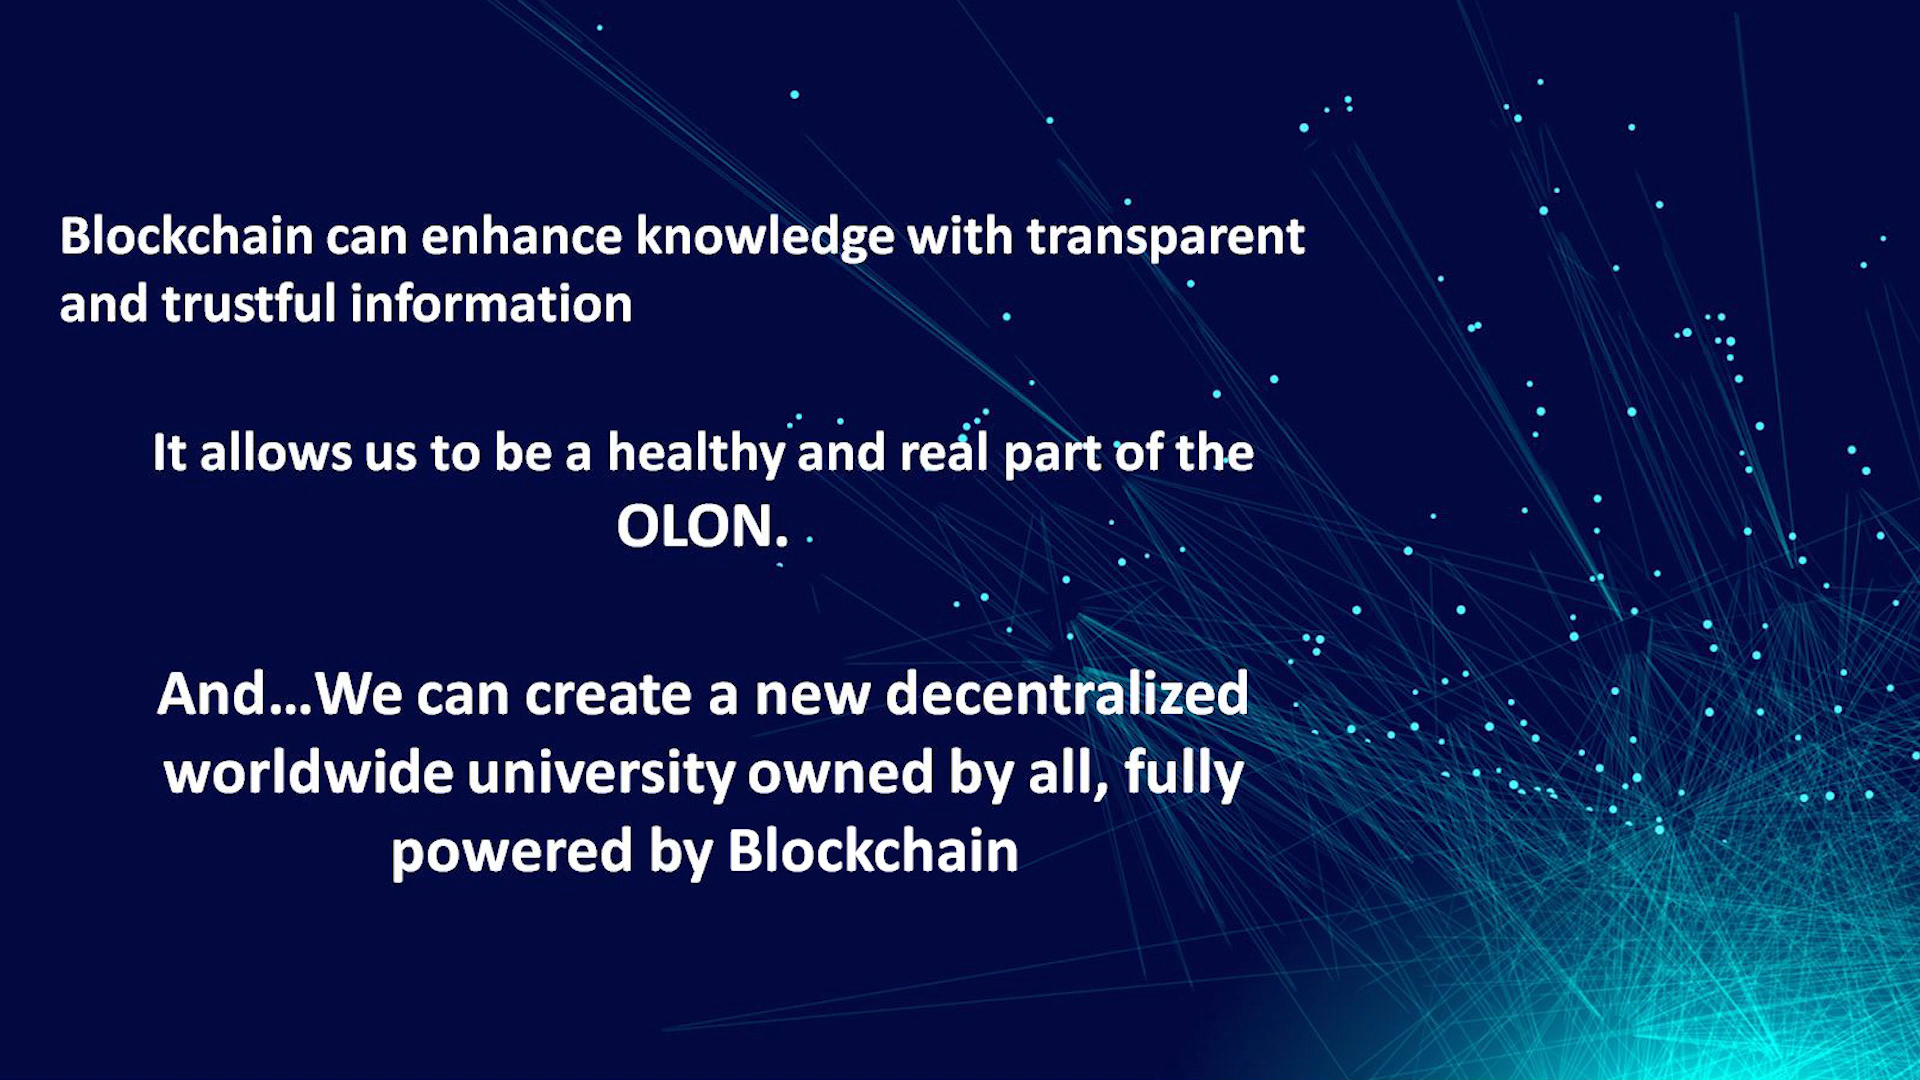 Blockchain can enhance knowledge with transparent
and trustful information
It allows us to be a healthy and real part of the
OLON.
And...We can create a new decentralized
worldwide university owned by all, fully
powered by Blockchain